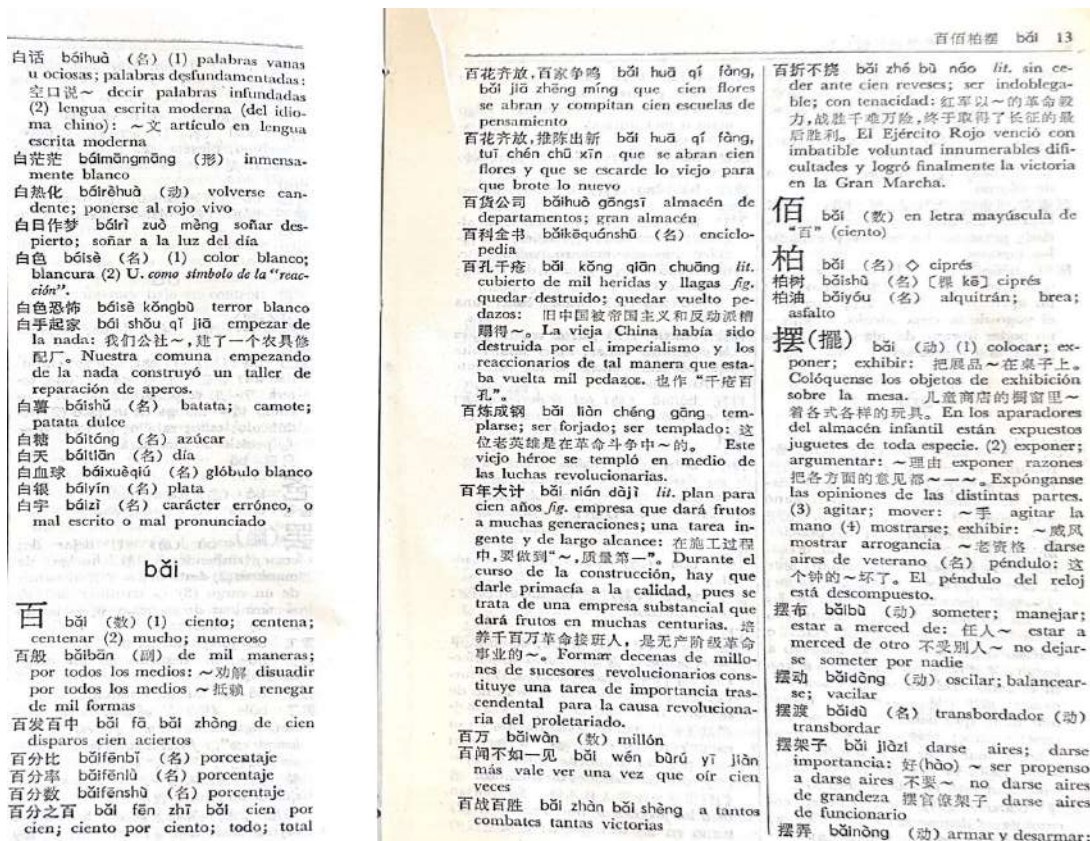 白话 báihuà (名) (1) palabras vanas
u ociosas; palabras desfundamentadas:
空口说~ decir palabras infundadas
(2) lengua escrita moderna (del idio-
ma chino): ~文 artículo en lengua
escrita moderna
白茫茫 báimāngmāng (形) inmensa-
mente blanco
白热化 báirèhuà (动) volverse can-
dente; ponerse al rojo vivo
白日作梦 báirì zuò mèng soñar des-
pierto; soñar a la luz del día
白色 báisè (名) (1) color blanco;
blancura (2) U. como símbolo de la "reac-
ción".
白色恐怖 báisè kǒngbù terror blanco
白手起家 bái shǒu qǐ jiā empezar de
la nada: 我们公社~,建了一个农具修
配厂。 Nuestra comuna empezando
de la nada construyó un taller de
reparación de aperos.
白薯 báishǔ (名) batata; camote;
patata dulce
白糖 báitáng (名) azúcar
白天 báitiān (名) día
白血球 báixuèqiú (名) glóbulo blanco
白银 báiyín (名) plata
白字 báizì (名) carácter erróneo, o
mal escrito o mal pronunciado
bǎi
百 bǎi (数) (1) ciento; centena;
centenar (2) mucho; numeroso
百般 bǎibān (副) de mil maneras;
por todos los medios: ~劝解 disuadir
por todos los medios ~抵赖 renegar
de mil formas
百发百中 bǎi fā bǎi zhòng de cien
disparos cien aciertos
百分比 bǎifēnbǐ (名) porcentaje
百分率 bǎifēnlǜ (名) porcentaje
百分数 bǎifēnshù (名) porcentaje
百分之百 bǎi fēn zhī bǎi cien por
cien; ciento por ciento; todo; total
百佰柏摆 bǎi 13
百花齐放,百家争鸣 bǎi huā qí fàng,
bǎi jiā zhēng míng que cien flores
se abran y compitan cien escuelas de
pensamiento
百花齐放,推陈出新 bǎi huā qí fàng,
tuī chén chū xīn que se abran cien
flores y que se escarde lo viejo para
que brote lo nuevo
百货公司 bǎihuò gōngsī almacén de
departamentos; gran almacén
百科全书 bǎikēquánshū (名) enciclo-
pedia
百孔千疮 bǎi kǒng qiān chuāng lit.
cubierto de mil heridas y llagas fig.
quedar destruido; quedar vuelto pe-
dazos: 旧中国被帝国主义和反动派糟
蹋得~。 La vieja China había sido
destruida por el imperialismo y los
reaccionarios de tal manera que esta-
ba vuelta mil pedazos. 也作"千疮百
孔"。
百炼成钢 bǎi liàn chéng gāng tem-
plarse; ser forjado; ser templado: 这
位老英雄是在革命斗争中~的。 Este
viejo héroe se templó en medio de
las luchas revolucionarias.
百年大计 bǎi nián dàjì lit. plan para
cien años fig. empresa que dará frutos
a muchas generaciones; una tarea in-
gente y de largo alcance: 在施工过程
中,要做到"~,质量第一"。 Durante el
curso de la construcción, hay que
darle primacía a la calidad, pues se
trata de una empresa substancial que
dará frutos en muchas centurias. 培
养千百万革命接班人,是无产阶级革命
事业的~。 Formar decenas de millo-
nes de sucesores revolucionarios cons-
tituye una tarea de importancia tras-
cendental para la causa revoluciona-
ria del proletariado.
百万 bǎiwàn (数) millón
百闻不如一见 bǎi wén bùrú yī jiàn
más vale ver una vez que oír cien
veces
百战百胜 bǎi zhàn bǎi shèng a tantos
combates tantas victorias
百折不挠 bǎi zhé bù náo lit. sin ce-
der ante cien reveses; ser indoblega-
ble; con tenacidad: 红军以~的革命毅
力,战胜千难万险,终于取得了长征的最
后胜利。 El Ejército Rojo venció con
imbatible voluntad innumerables difi-
cultades y logró finalmente la victoria
en la Gran Marcha.
佰 bǎi (数) en letra mayúscula de
"百" (ciento)
柏 bǎi (名) ◇ ciprés
柏树 bǎishù (名) [棵 kē] ciprés
柏油 bǎiyóu (名) alquitrán; brea;
asfalto
摆(擺) bǎi (动) (1) colocar; ex-
poner; exhibir: 把展品~在桌子上。
Colóquense los objetos de exhibición
sobre la mesa. 儿童商店的橱窗里~
着各式各样的玩具。 En los aparadores
del almacén infantil están expuestos
juguetes de toda especie. (2) exponer;
argumentar: ~理由 exponer razones
把各方面的意见都~一~。 Expónganse
las opiniones de las distintas partes.
(3) agitar; mover: ~手 agitar la
mano (4) mostrarse; exhibir: ~威风
mostrar arrogancia ~老资格 darse
aires de veterano (名) péndulo: 这
个钟的~坏了。 El péndulo del reloj
está descompuesto.
摆布 bǎibù (动) someter; manejar;
estar a merced de: 任人~ estar a
merced de otro 不受别人~ no dejar-
se someter por nadie
摆动 bǎidòng (动) oscilar; balancear-
se; vacilar
摆渡 bǎidù (名) transbordador (动)
transbordar
摆架子 bǎi jiàzi darse aires; darse
importancia: 好(hào) ~ ser propenso
a darse aires 不要~ no darse aires
de grandeza 摆官僚架子 darse aires
de funcionario
摆弄 bǎinòng (动) armar y desarmar: